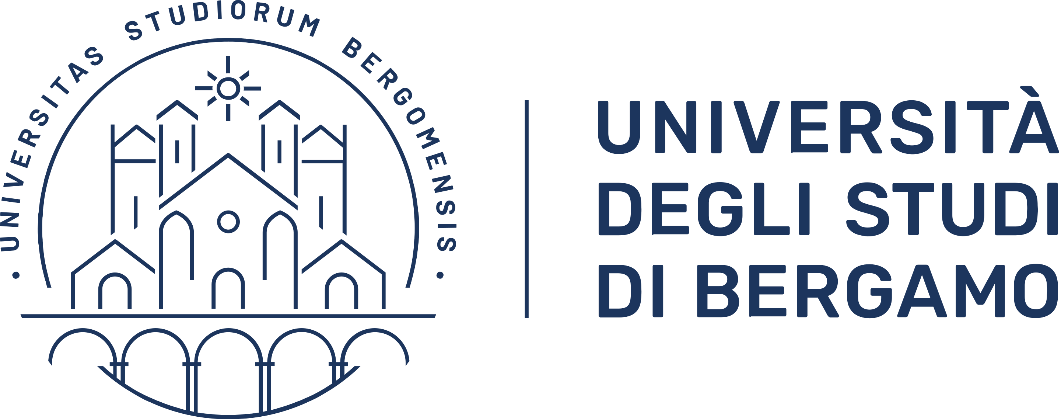 · UNIVERSITAS STUDIORUM BERGOMENSIS ·
UNIVERSITÀ
DEGLI STUDI
DI BERGAMO